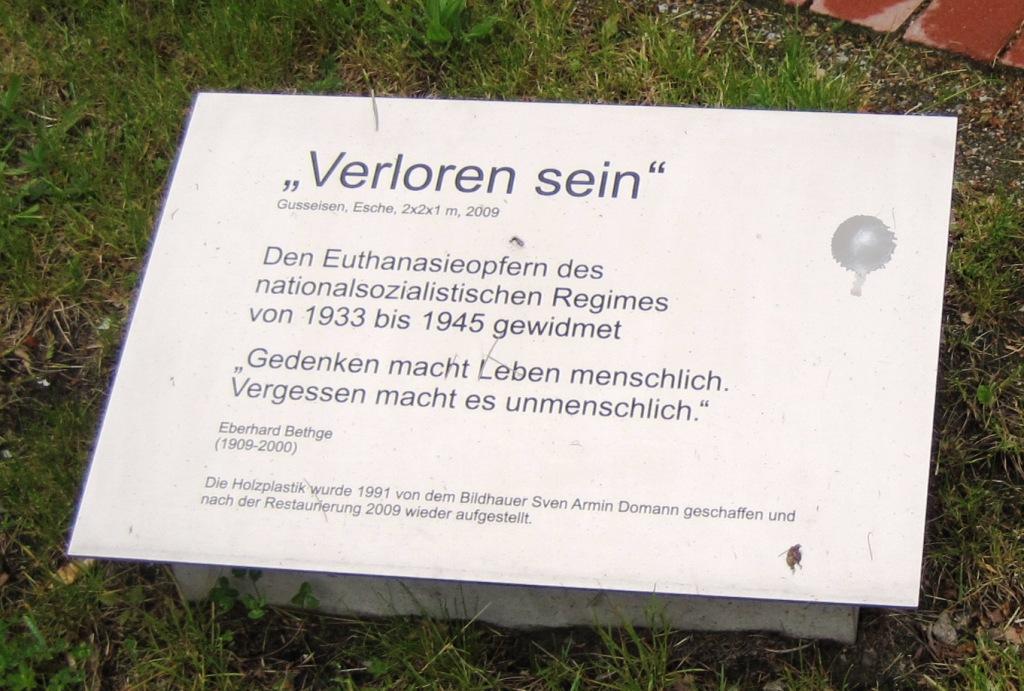 „Verloren sein“
Gusseisen, Esche, 2x2x1 m, 2009
Den Euthanasieopfern des
nationalsozialistischen Regimes
von 1933 bis 1945 gewidmet
„Gedenken macht Leben menschlich.
Vergessen macht es unmenschlich.“
Eberhard Bethge
(1909-2000)
Die Holzplastik wurde 1991 von dem Bildhauer Sven Armin Domann geschaffen und
nach der Restaurierung 2009 wieder aufgestellt.